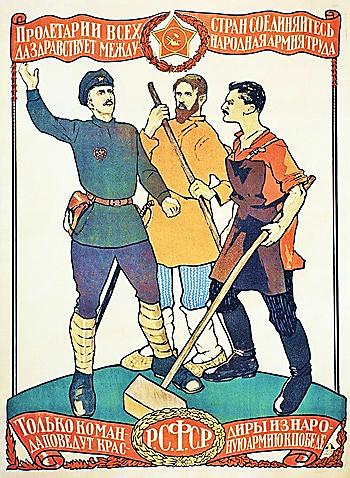 ПРОЛЕТАРИИ ВСЕХ СТРАН СОЕДИНЯЙТЕСЬ
ДА ЗДРАВСТВУЕТ МЕЖДУ- НАРОДНАЯ АРМИЯ ТРУДА
ТОЛЬКО КОМАН- ДИРЫ ИЗ НАРО-
ДА ПОВЕДУТ КРАС- НУЮ АРМИЮ К ПОБЕДЕ
Р.С.Ф.С.Р.